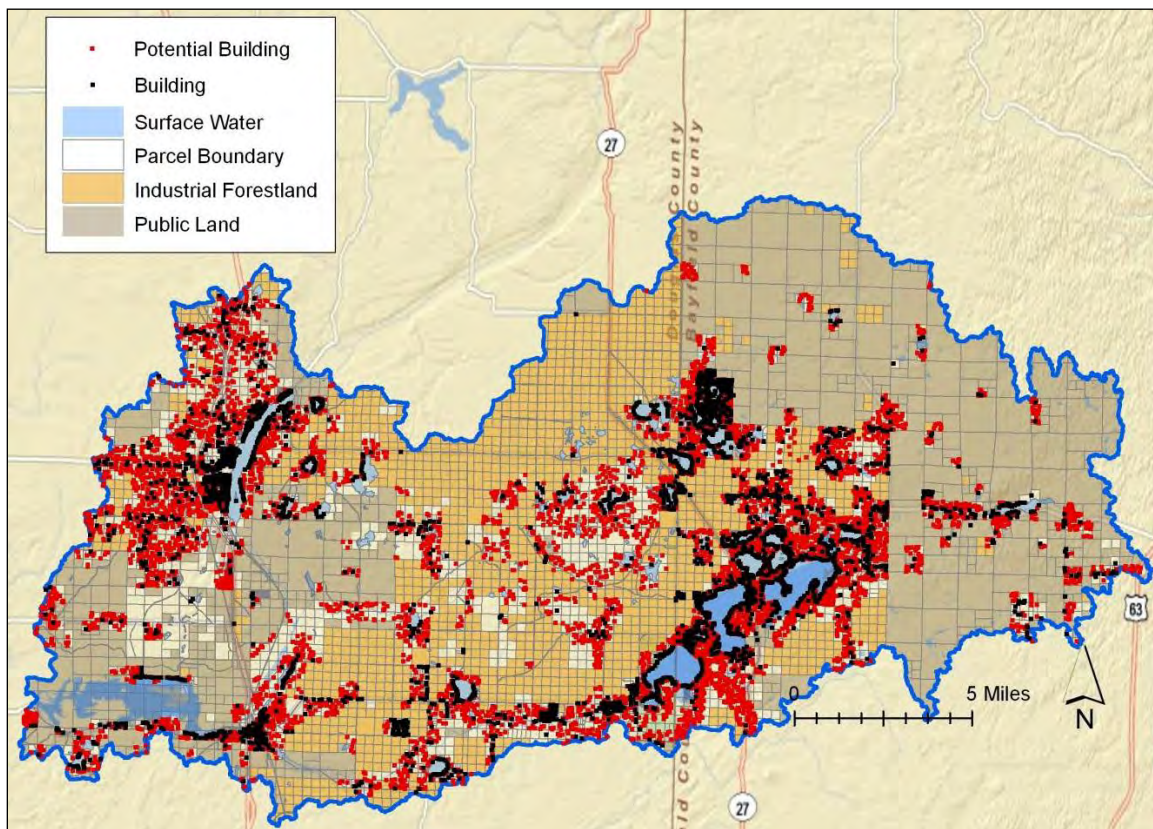 Potential Building
Building
Surface Water
Parcel Boundary
Industrial Forestland
Public Land
27
Douglas County
Bayfield County
63
0 5 Miles
N
27